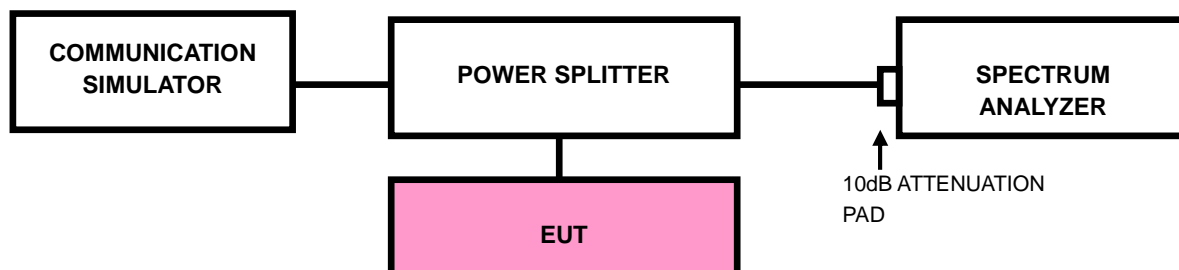 COMMUNICATION
SIMULATOR
POWER SPLITTER
SPECTRUM
ANALYZER
10dB ATTENUATION
PAD
EUT